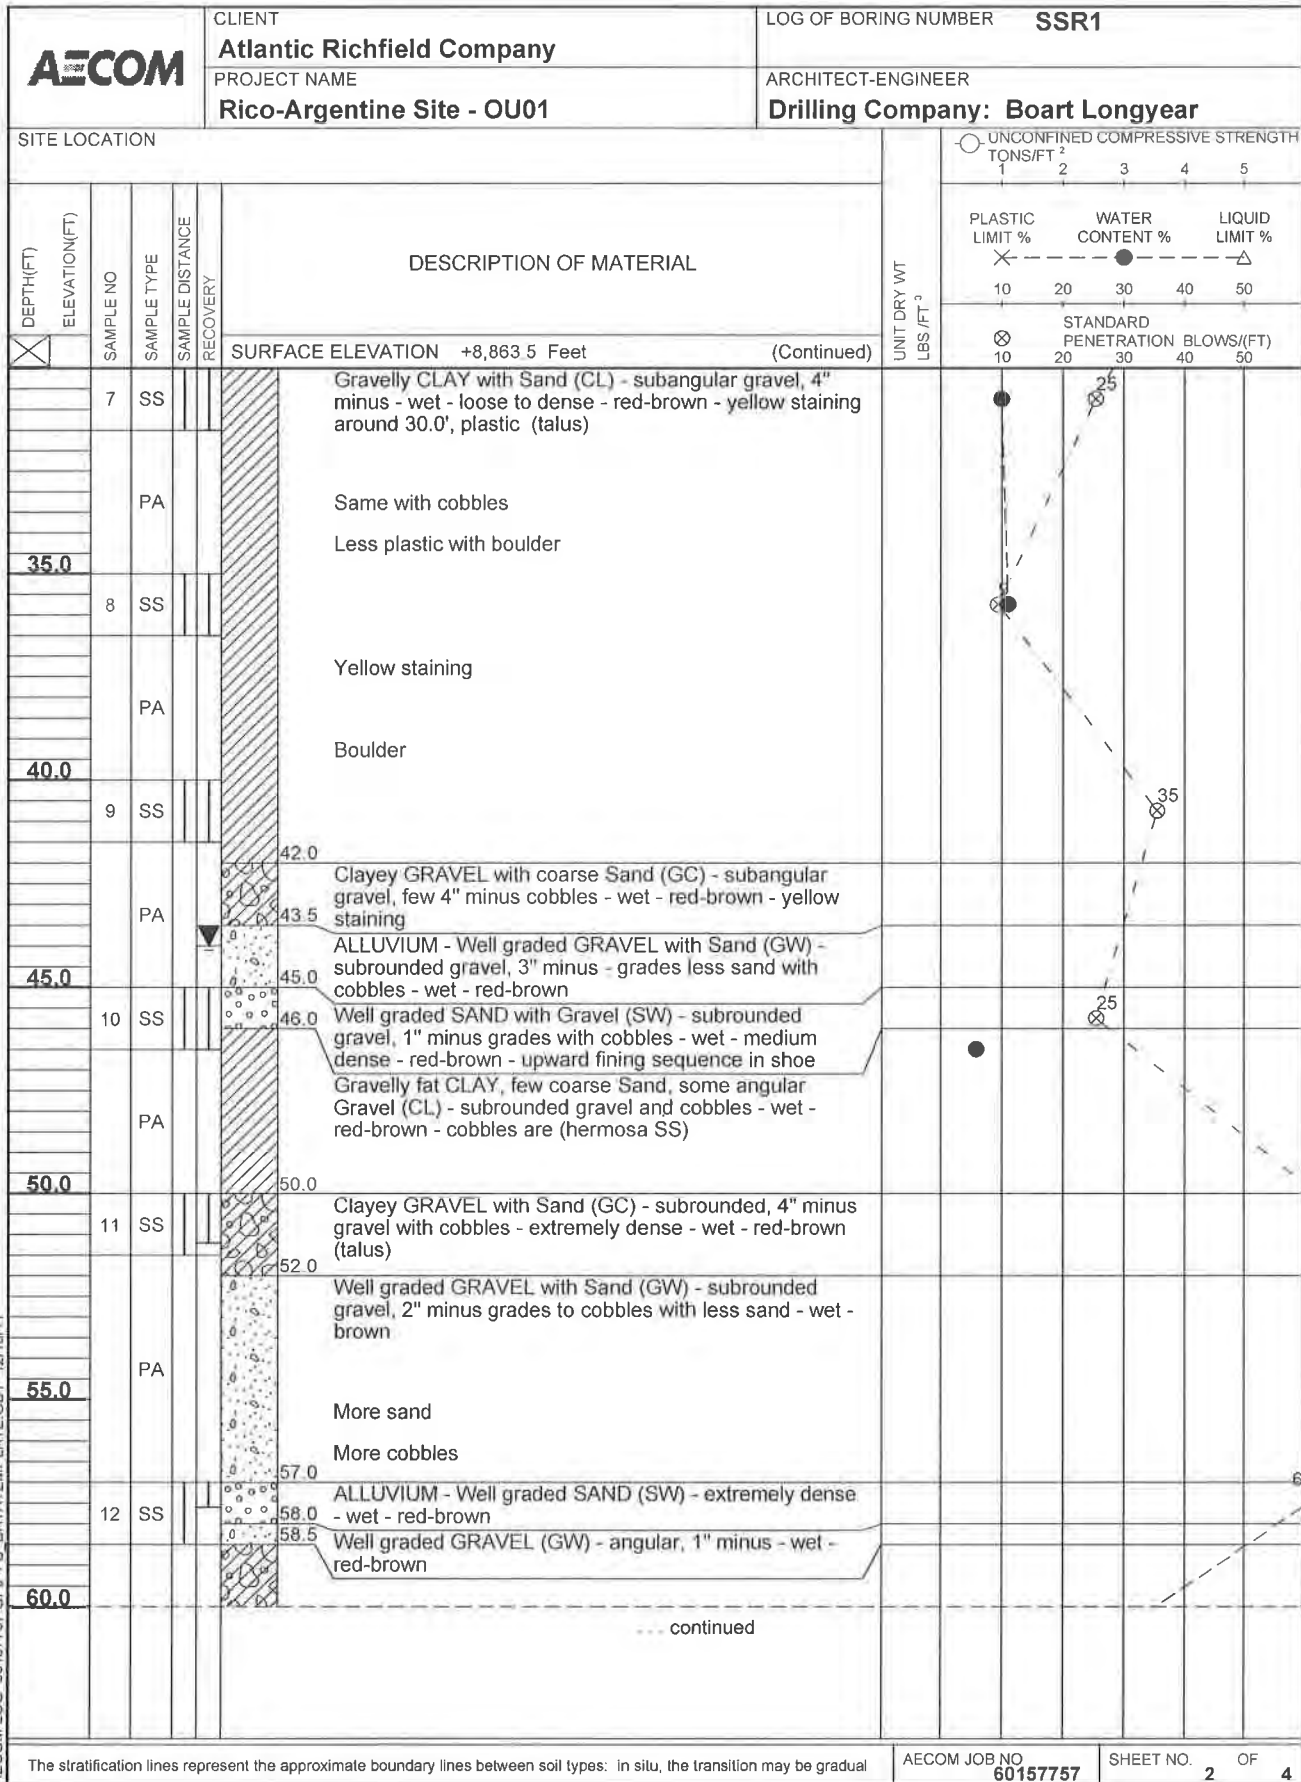 AECOM
CLIENT
Atlantic Richfield Company
LOG OF BORING NUMBER SSR1
PROJECT NAME
Rico-Argentine Site - OU01
ARCHITECT-ENGINEER
Drilling Company: Boart Longyear
SITE LOCATION
UNCONFINED COMPRESSIVE STRENGTH
TONS/FT 2
1 2 3 4 5
PLASTIC WATER LIQUID
LIMIT % CONTENT % LIMIT %
10 20 30 40 50
STANDARD
PENETRATION BLOWS/(FT)
10 20 30 40 50
DEPTH(FT)
ELEVATION(FT)
SAMPLE NO
SAMPLE TYPE
SAMPLE DISTANCE
RECOVERY
DESCRIPTION OF MATERIAL
UNIT DRY WT
LBS /FT 3
SURFACE ELEVATION +8,863.5 Feet (Continued)
7 SS
Gravelly CLAY with Sand (CL) - subangular gravel, 4"
minus - wet - loose to dense - red-brown - yellow staining
around 30.0', plastic (talus)
25
PA
Same with cobbles
Less plastic with boulder
35.0
8 SS
Yellow staining
PA
Boulder
40.0
9 SS
35
42.0
Clayey GRAVEL with coarse Sand (GC) - subangular
gravel, few 4" minus cobbles - wet - red-brown - yellow
staining
PA
43.5
ALLUVIUM - Well graded GRAVEL with Sand (GW) -
subrounded gravel, 3" minus - grades less sand with
cobbles - wet - red-brown
45.0
45.0
10 SS
25
46.0
Well graded SAND with Gravel (SW) - subrounded
gravel, 1" minus grades with cobbles - wet - medium
dense - red-brown - upward fining sequence in shoe
Gravelly fat CLAY, few coarse Sand, some angular
Gravel (CL) - subrounded gravel and cobbles - wet -
red-brown - cobbles are (hermosa SS)
PA
50.0
50.0
11 SS
Clayey GRAVEL with Sand (GC) - subrounded, 4" minus
gravel with cobbles - extremely dense - wet - red-brown
(talus)
52.0
Well graded GRAVEL with Sand (GW) - subrounded
gravel, 2" minus grades to cobbles with less sand - wet -
brown
PA
55.0
More sand
More cobbles
57.0
12 SS
ALLUVIUM - Well graded SAND (SW) - extremely dense
- wet - red-brown
58.0
58.5
Well graded GRAVEL (GW) - angular, 1" minus - wet -
red-brown
60.0
... continued
The stratification lines represent the approximate boundary lines between soil types: in situ, the transition may be gradual
AECOM JOB NO.
60157757
SHEET NO. OF
2 4